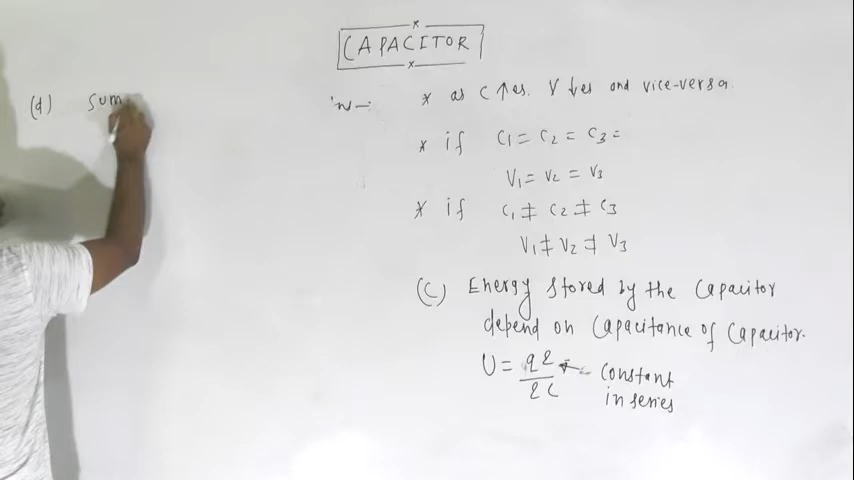 CAPACITOR
(d) Sum
* as C ↑es. V ↓es and vice-versa.
* if C1 = C2 = C3 =
V1 = V2 = V3
* if C1 ≠ C2 ≠ C3
V1 ≠ V2 ≠ V3
(C) Energy stored by the Capacitor
depend on Capacitance of Capacitor.
U = q2/2C ← constant
in series